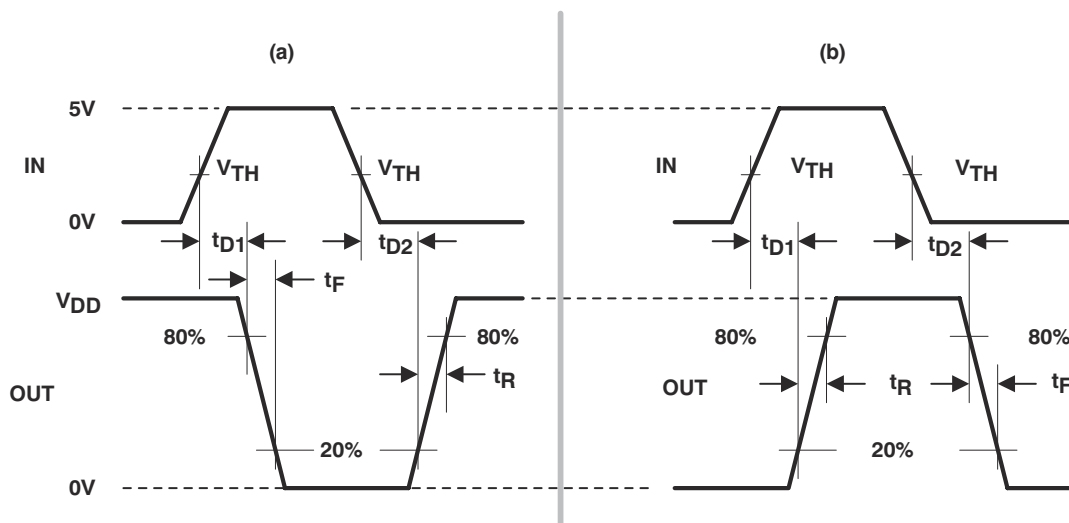 (a)
(b)
5V
IN
VTH
VTH
IN
VTH
VTH
0V
tD1
tD2
tD1
tD2
tF
VDD
80%
80%
80%
80%
OUT
tR
OUT
tR
tF
20%
20%
0V